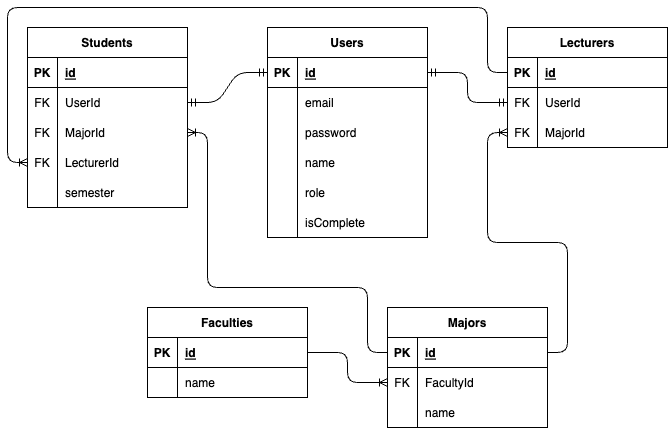 Students
PK id
FK UserId
FK MajorId
FK LecturerId
semester
Users
PK id
email
password
name
role
isComplete
Lecturers
PK id
FK UserId
FK MajorId
Faculties
PK id
name
Majors
PK id
FK FacultyId
name